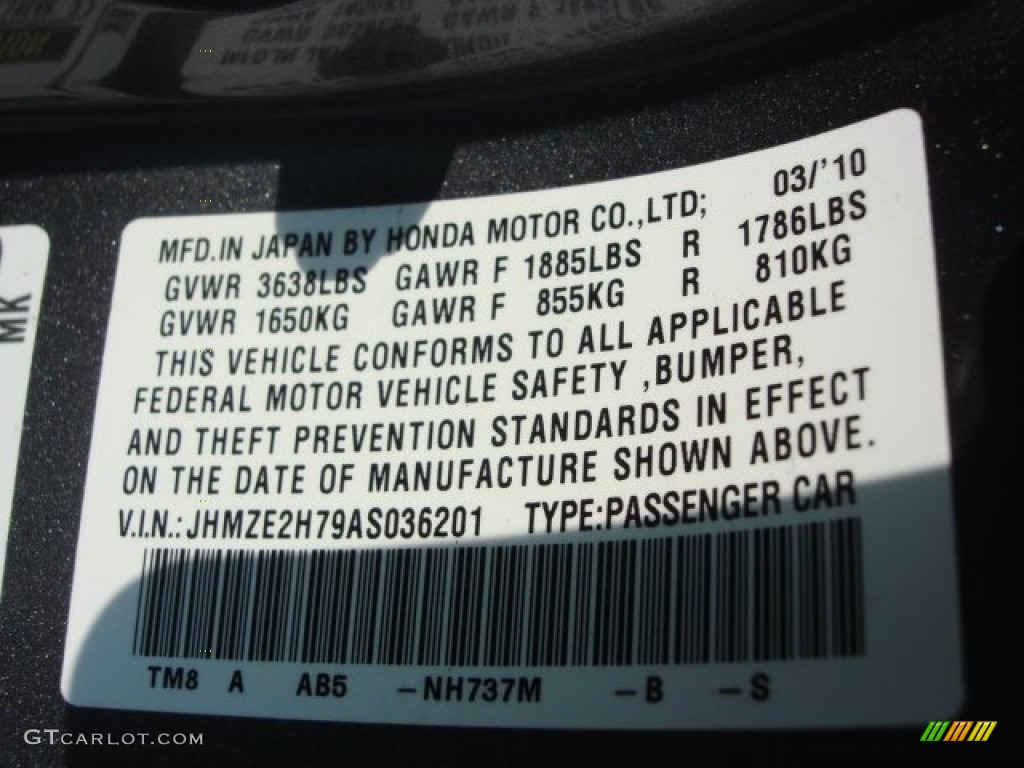 MFD.IN JAPAN BY HONDA MOTOR CO.,LTD; 03/'10
GVWR 3638LBS GAWR F 1885LBS R 1786LBS
GVWR 1650KG GAWR F 855KG R 810KG
THIS VEHICLE CONFORMS TO ALL APPLICABLE
FEDERAL MOTOR VEHICLE SAFETY ,BUMPER,
AND THEFT PREVENTION STANDARDS IN EFFECT
ON THE DATE OF MANUFACTURE SHOWN ABOVE.
V.I.N.:JHMZE2H79AS036201 TYPE:PASSENGER CAR
TM8 A AB5 –NH737M –B –S
MK
GTCARLOT.COM